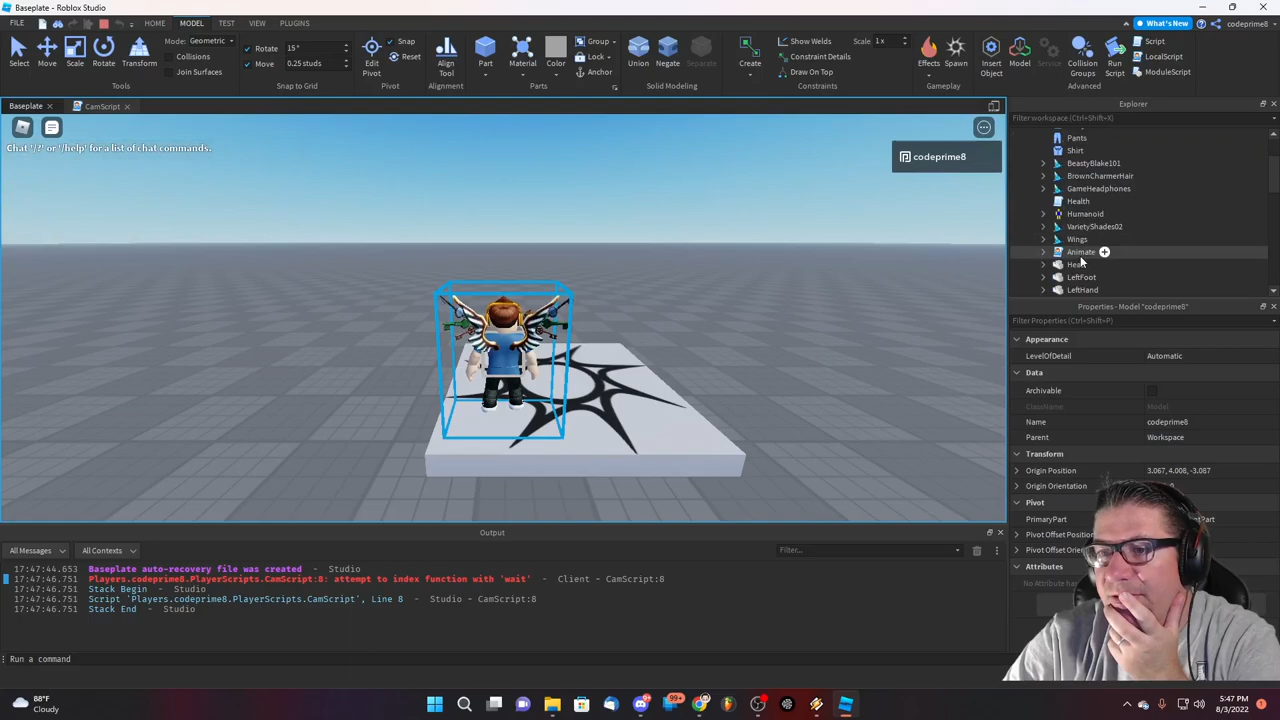 Baseplate - Roblox Studio
FILE HOME MODEL TEST VIEW PLUGINS What's New codeprime8
Select Move Scale Rotate Transform
Mode: Geometric
Collisions
Join Surfaces
Tools
Rotate 15 °
Move 0.25 studs
Snap to Grid
Edit Pivot
Snap
Reset
Pivot
Align Tool
Alignment
Part Material Color
Group
Lock
Anchor
Parts
Union Negate
Solid Modeling
Create
Show Welds Scale 1 x
Constraint Details
Draw On Top
Constraints
Effects Spawn
Gameplay
Insert Object Model Service Collision Groups Run Script
Script
LocalScript
ModuleScript
Advanced
Baseplate CamScript
Chat '/?' or '/help' for a list of chat commands.
codeprime8
Explorer
Filter workspace (Ctrl+Shift+X)
Pants
Shirt
BeastyBlake101
BrownCharmerHair
GameHeadphones
Health
Humanoid
VarietyShades02
Wings
Animate
LeftFoot
LeftHand
Properties - Model "codeprime8"
Filter Properties (Ctrl+Shift+P)
Appearance
LevelOfDetail Automatic
Data
Archivable
ClassName Model
Name codeprime8
Parent Workspace
Transform
Origin Position 3.067, 4.008, -3.087
Origin Orientation
Pivot
PrimaryPart
Pivot Offset
Pivot Offset
Attributes
No Attribute
Output
All Messages All Contexts Filter...
17:47:44.653 Baseplate auto-recovery file was created - Studio
17:47:46.751 Players.codeprime8.PlayerScripts.CamScript:8: attempt to index function with 'wait' - Client - CamScript:8
17:47:46.751 Stack Begin - Studio
17:47:46.751 Script 'Players.codeprime8.PlayerScripts.CamScript', Line 8 - Studio - CamScript:8
17:47:46.751 Stack End - Studio
Run a command
88°F
Cloudy
99+
5:47 PM
8/3/2022